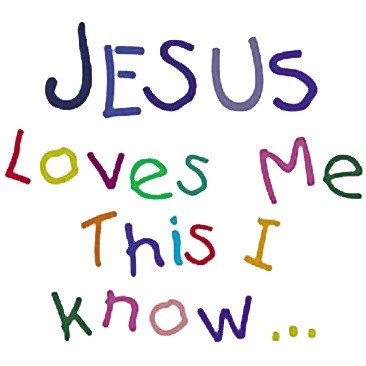 JESUS
Loves Me
This I
know...